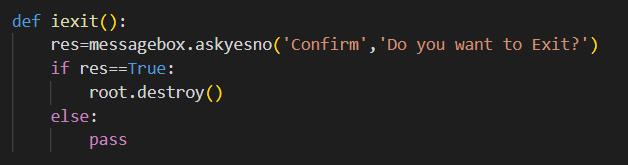 def iexit():
    res=messagebox.askyesno('Confirm','Do you want to Exit?')
    if res==True:
        root.destroy()
    else:
        pass